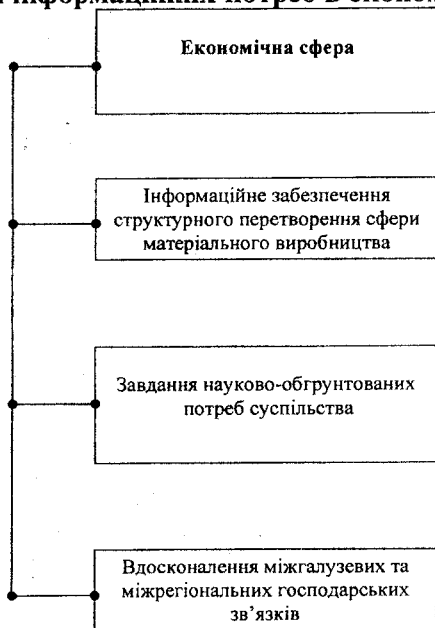 інформаційних потреб в економ
Економічна сфера
Інформаційне забезпечення
структурного перетворення сфери
матеріального виробництва
Завдання науково-обгрунтованих
потреб суспільства
Вдосконалення міжгалузевих та
міжрегіональних господарських
зв’язків